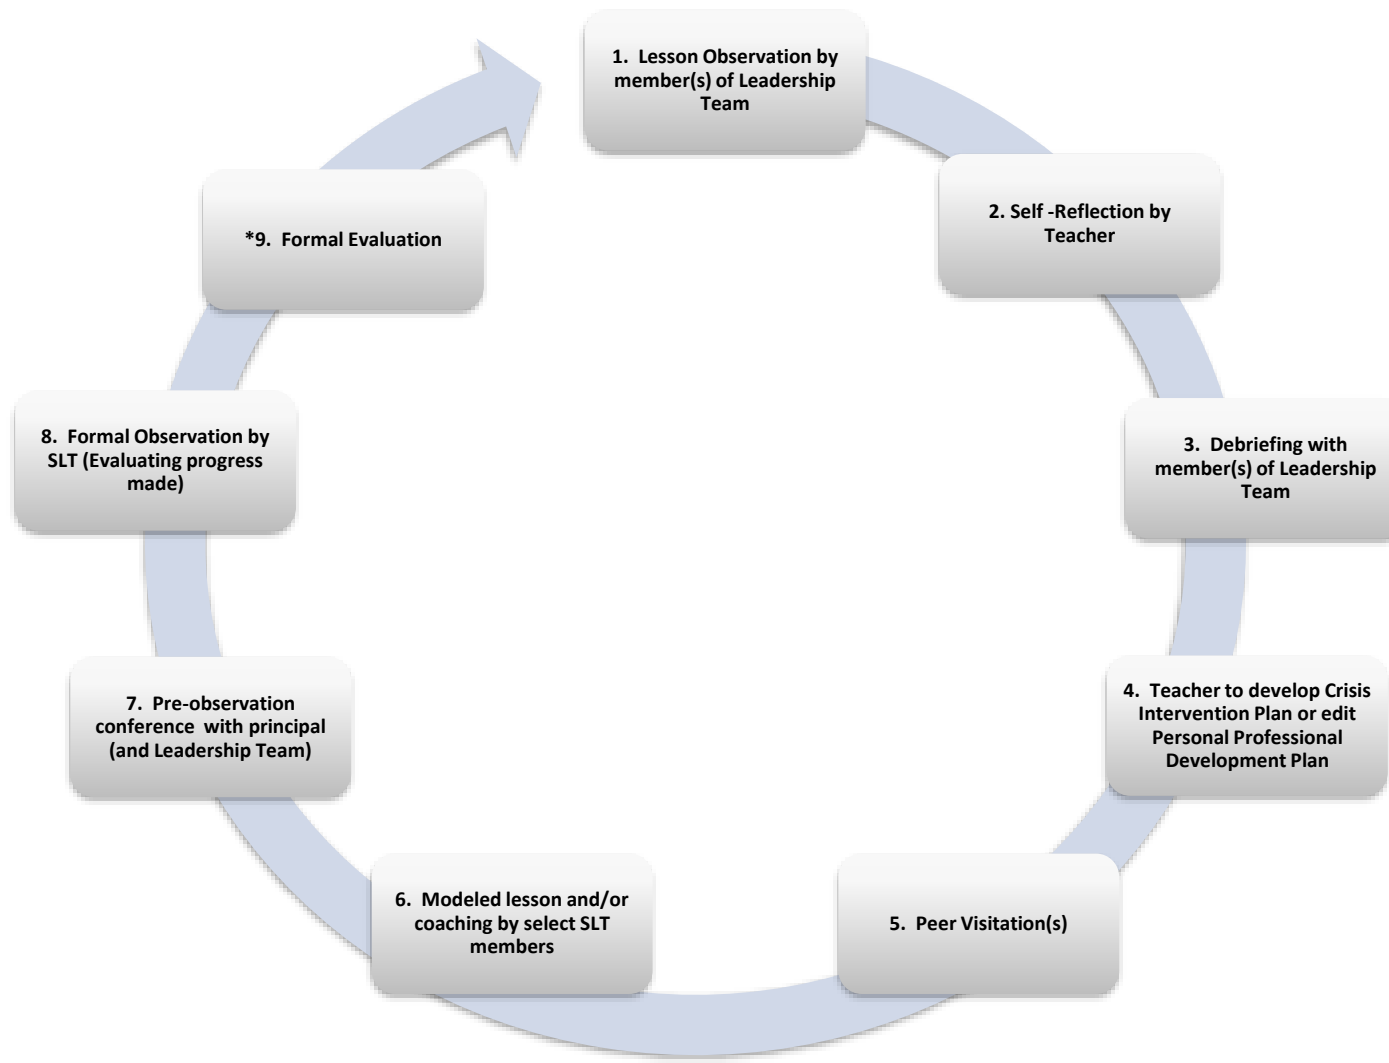 1. Lesson Observation by
member(s) of Leadership
Team
2. Self -Reflection by
Teacher
3. Debriefing with
member(s) of Leadership
Team
4. Teacher to develop Crisis
Intervention Plan or edit
Personal Professional
Development Plan
5. Peer Visitation(s)
6. Modeled lesson and/or
coaching by select SLT
members
7. Pre-observation
conference with principal
(and Leadership Team)
8. Formal Observation by
SLT (Evaluating progress
made)
*9. Formal Evaluation